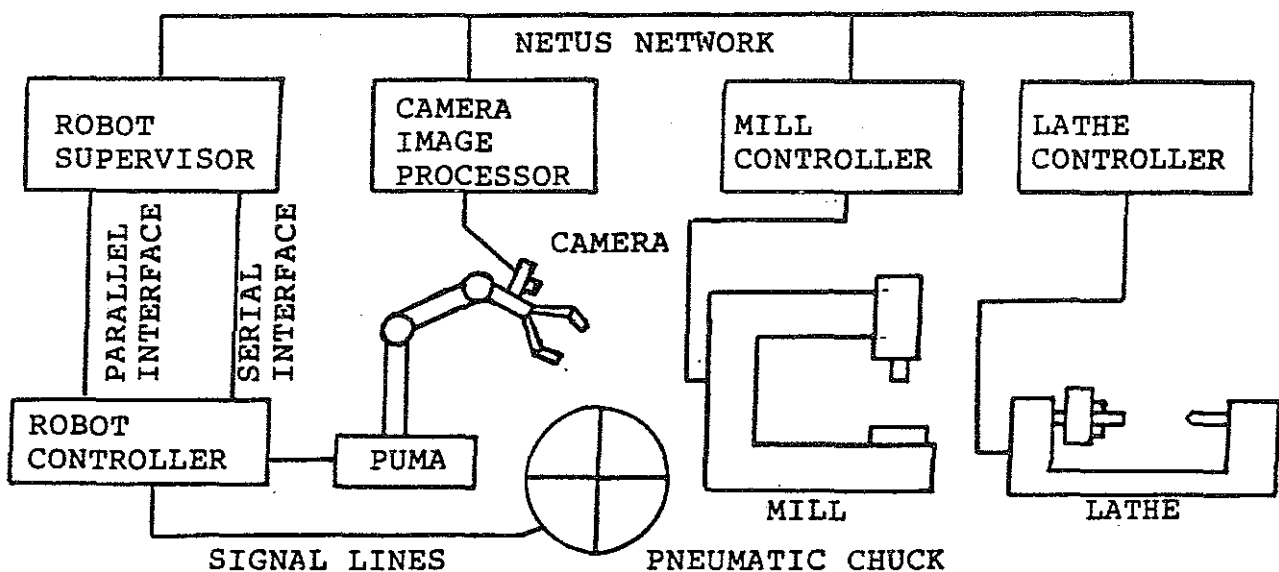 NETUS NETWORK
ROBOT
SUPERVISOR
CAMERA
IMAGE
PROCESSOR
MILL
CONTROLLER
LATHE
CONTROLLER
PARALLEL
INTERFACE
SERIAL
INTERFACE
CAMERA
ROBOT
CONTROLLER
PUMA
MILL
LATHE
SIGNAL LINES
PNEUMATIC CHUCK